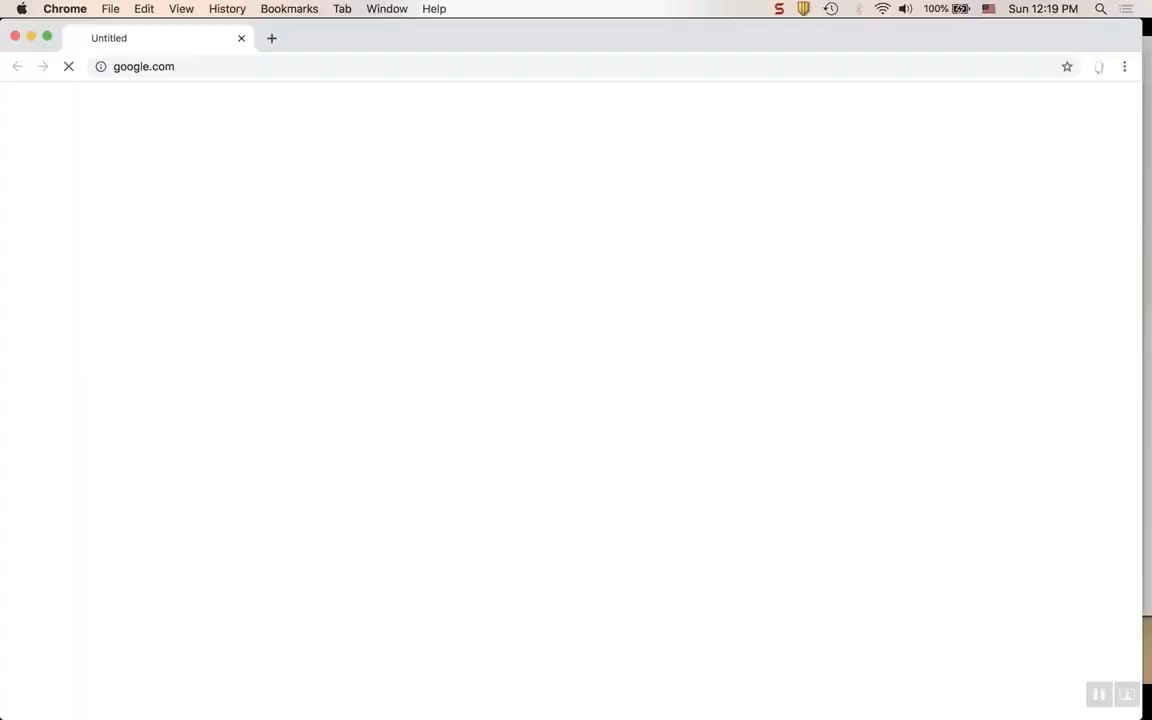 Chrome File Edit View History Bookmarks Tab Window Help S 100% Sun 12:19 PM
Untitled
google.com